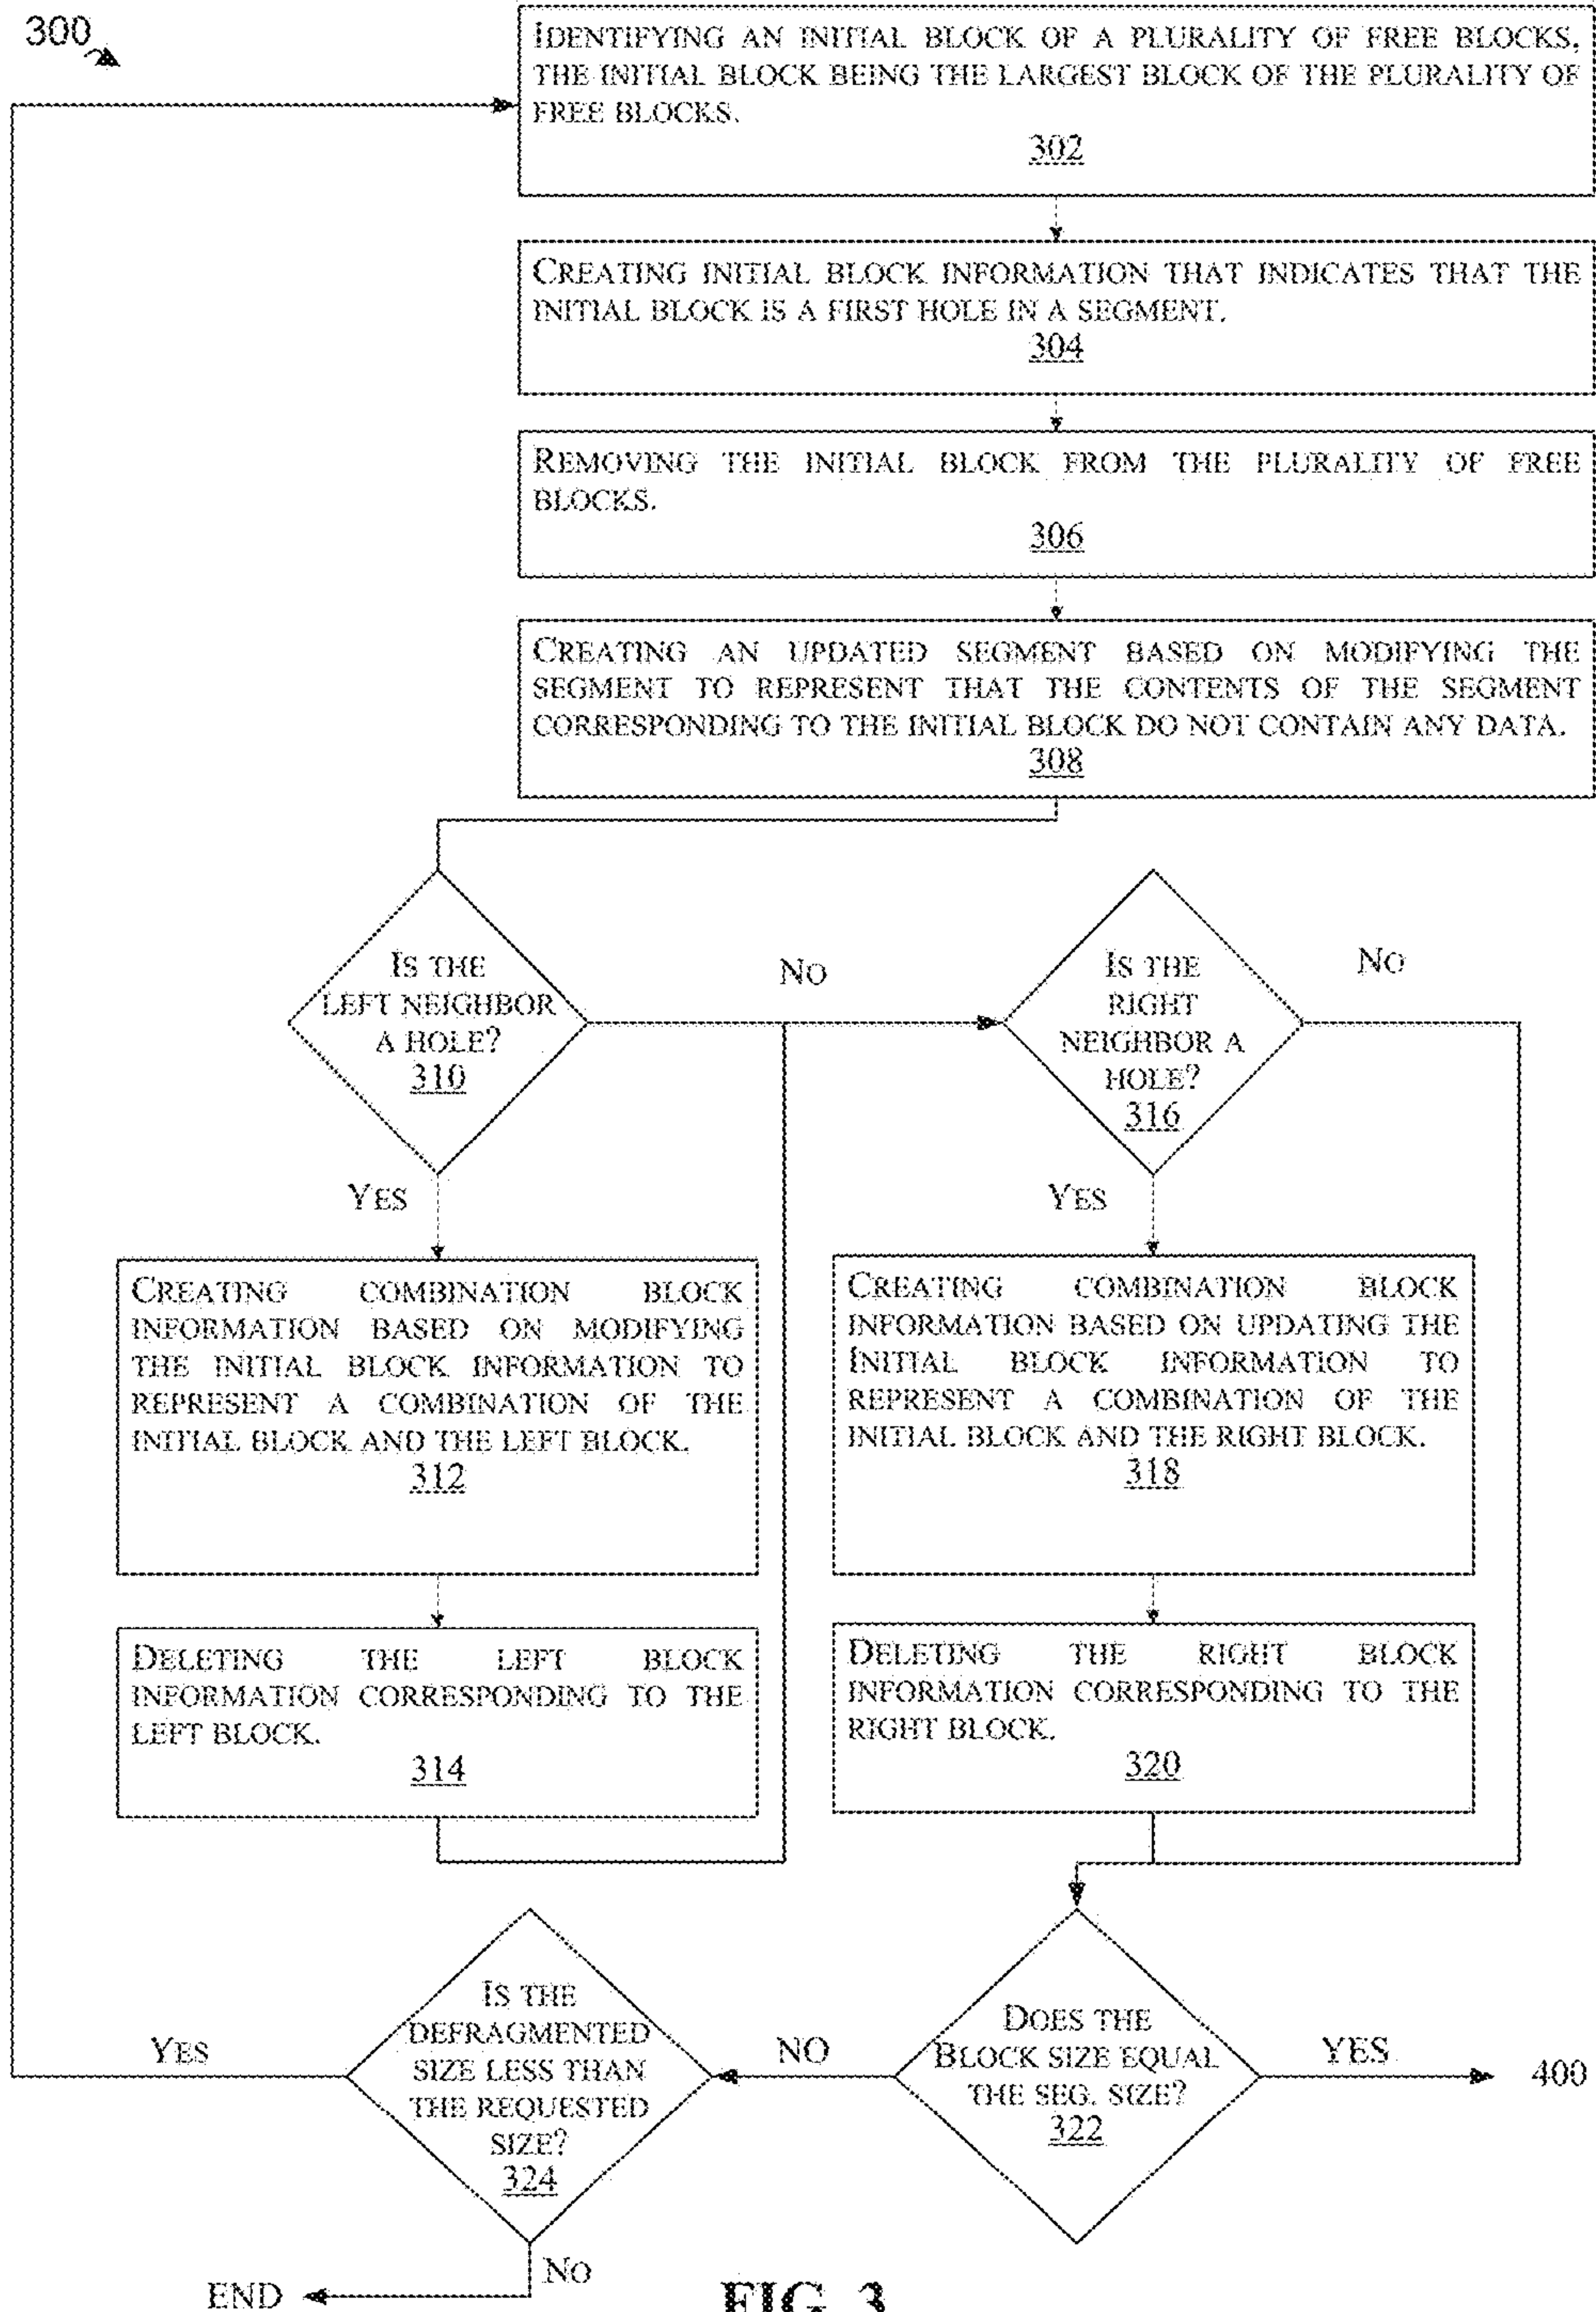 300
IDENTIFYING AN INITIAL BLOCK OF A PLURALITY OF FREE BLOCKS,
THE INITIAL BLOCK BEING THE LARGEST BLOCK OF THE PLURALITY OF
FREE BLOCKS.
302
CREATING INITIAL BLOCK INFORMATION THAT INDICATES THAT THE
INITIAL BLOCK IS A FIRST HOLE IN A SEGMENT.
304
REMOVING THE INITIAL BLOCK FROM THE PLURALITY OF FREE
BLOCKS.
306
CREATING AN UPDATED SEGMENT BASED ON MODIFYING THE
SEGMENT TO REPRESENT THAT THE CONTENTS OF THE SEGMENT
CORRESPONDING TO THE INITIAL BLOCK DO NOT CONTAIN ANY DATA.
308
IS THE
LEFT NEIGHBOR
A HOLE?
310
NO
IS THE
RIGHT
NEIGHBOR A
HOLE?
316
NO
YES
YES
CREATING COMBINATION BLOCK
INFORMATION BASED ON MODIFYING
THE INITIAL BLOCK INFORMATION TO
REPRESENT A COMBINATION OF THE
INITIAL BLOCK AND THE LEFT BLOCK.
312
CREATING COMBINATION BLOCK
INFORMATION BASED ON UPDATING THE
INITIAL BLOCK INFORMATION TO
REPRESENT A COMBINATION OF THE
INITIAL BLOCK AND THE RIGHT BLOCK.
318
DELETING THE LEFT BLOCK
INFORMATION CORRESPONDING TO THE
LEFT BLOCK.
314
DELETING THE RIGHT BLOCK
INFORMATION CORRESPONDING TO THE
RIGHT BLOCK.
320
YES
IS THE
DEFRAGMENTED
SIZE LESS THAN
THE REQUESTED
SIZE?
324
NO
DOES THE
BLOCK SIZE EQUAL
THE SEG. SIZE?
322
YES
400
NO
END
FIG. 3